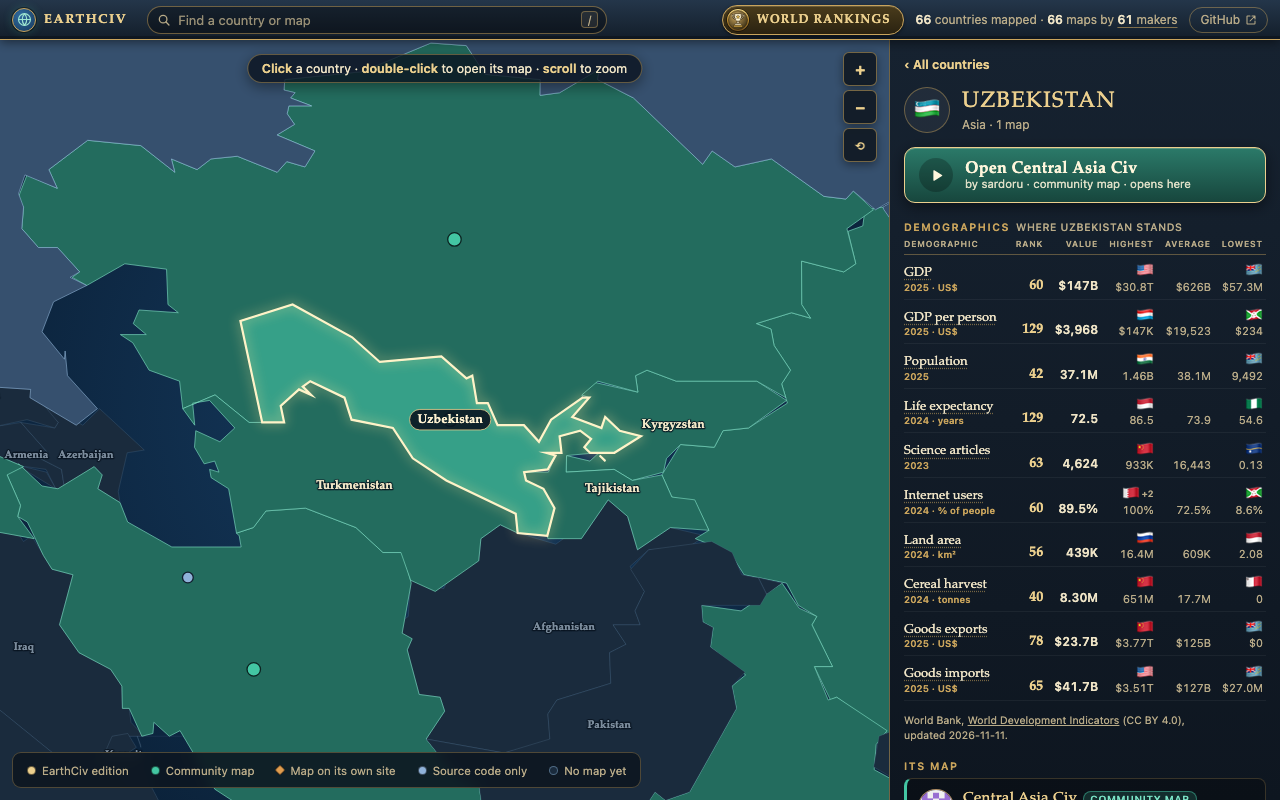 EARTHCIV
Find a country or map
/
WORLD RANKINGS
66 countries mapped · 66 maps by 61 makers
GitHub
Click a country · double-click to open its map · scroll to zoom
+
−
Uzbekistan
Kyrgyzstan
Armenia
Azerbaijan
Turkmenistan
Tajikistan
Afghanistan
Iraq
Pakistan
EarthCiv edition
Community map
Map on its own site
Source code only
No map yet
‹ All countries
UZBEKISTAN
Asia · 1 map
Open Central Asia Civ
by sardoru · community map · opens here
DEMOGRAPHICS WHERE UZBEKISTAN STANDS
DEMOGRAPHIC RANK VALUE HIGHEST AVERAGE LOWEST
GDP
2025 · US$ 60 $147B $30.8T $626B $57.3M
GDP per person
2025 · US$ 129 $3,968 $147K $19,523 $234
Population
2025 42 37.1M 1.46B 38.1M 9,492
Life expectancy
2024 · years 129 72.5 86.5 73.9 54.6
Science articles
2023 63 4,624 933K 16,443 0.13
Internet users +2
2024 · % of people 60 89.5% 100% 72.5% 8.6%
Land area
2024 · km² 56 439K 16.4M 609K 2.08
Cereal harvest
2024 · tonnes 40 8.30M 651M 17.7M 0
Goods exports
2025 · US$ 78 $23.7B $3.77T $125B $0
Goods imports
2025 · US$ 65 $41.7B $3.51T $127B $27.0M
World Bank, World Development Indicators (CC BY 4.0),
updated 2026-11-11.
ITS MAP
Central Asia Civ COMMUNITY MAP